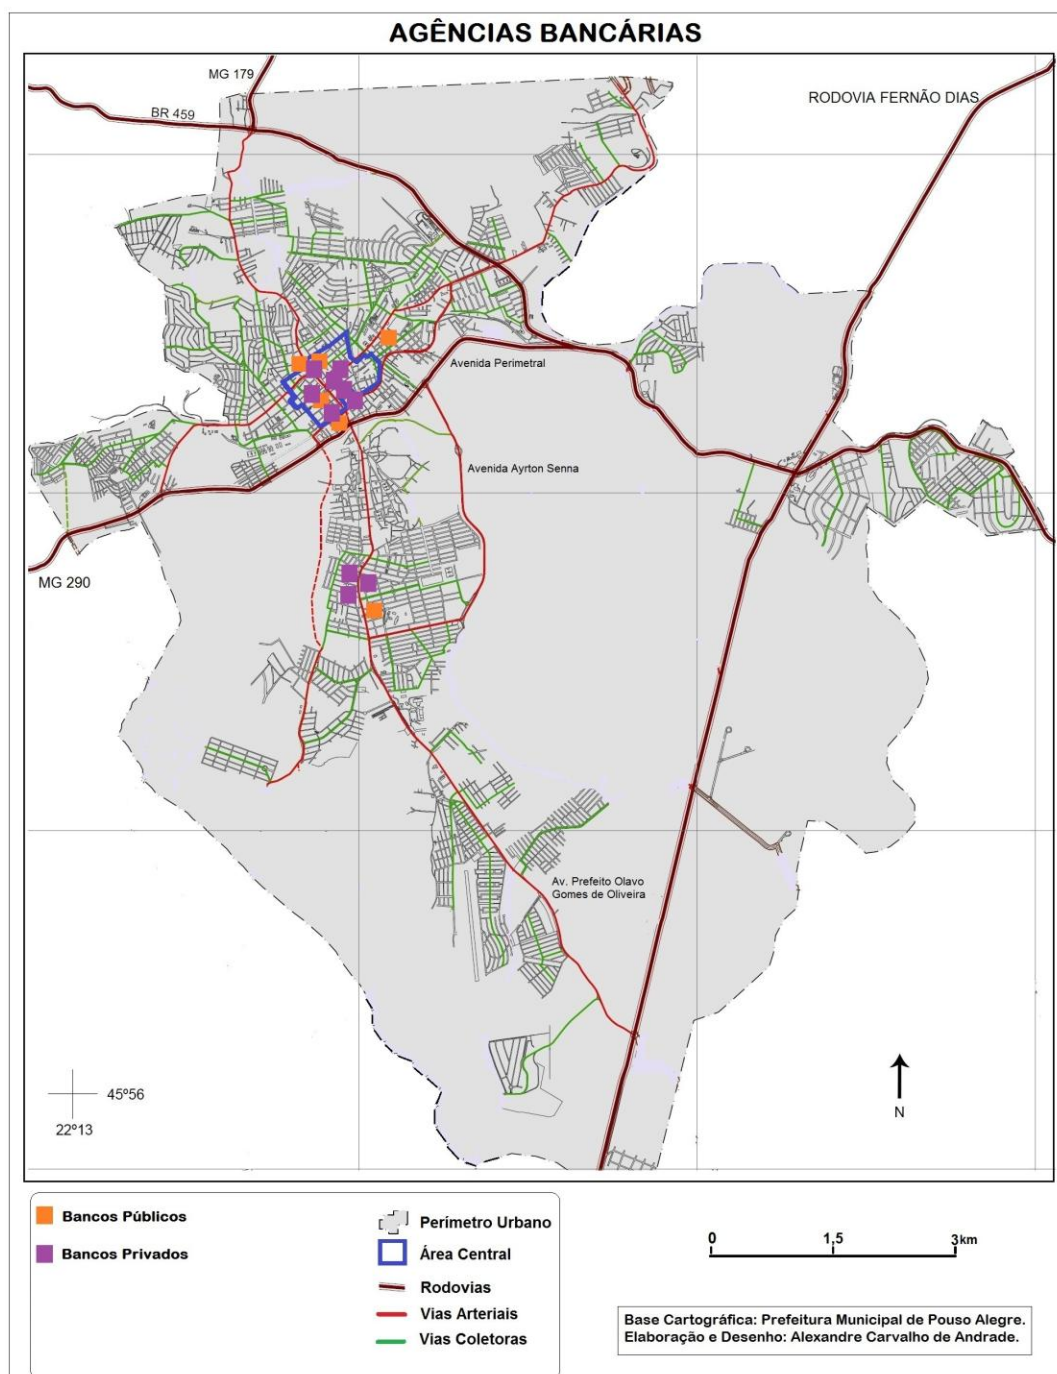 AGÊNCIAS BANCÁRIAS
MG 179
BR 459
RODOVIA FERNÃO DIAS
Avenida Perimetral
Avenida Ayrton Senna
MG 290
Av. Prefeito Olavo
Gomes de Oliveira
45º56
22º13
N
Bancos Públicos
Bancos Privados
Perímetro Urbano
Área Central
Rodovias
Vias Arteriais
Vias Coletoras
0 1,5 3km
Base Cartográfica: Prefeitura Municipal de Pouso Alegre.
Elaboração e Desenho: Alexandre Carvalho de Andrade.